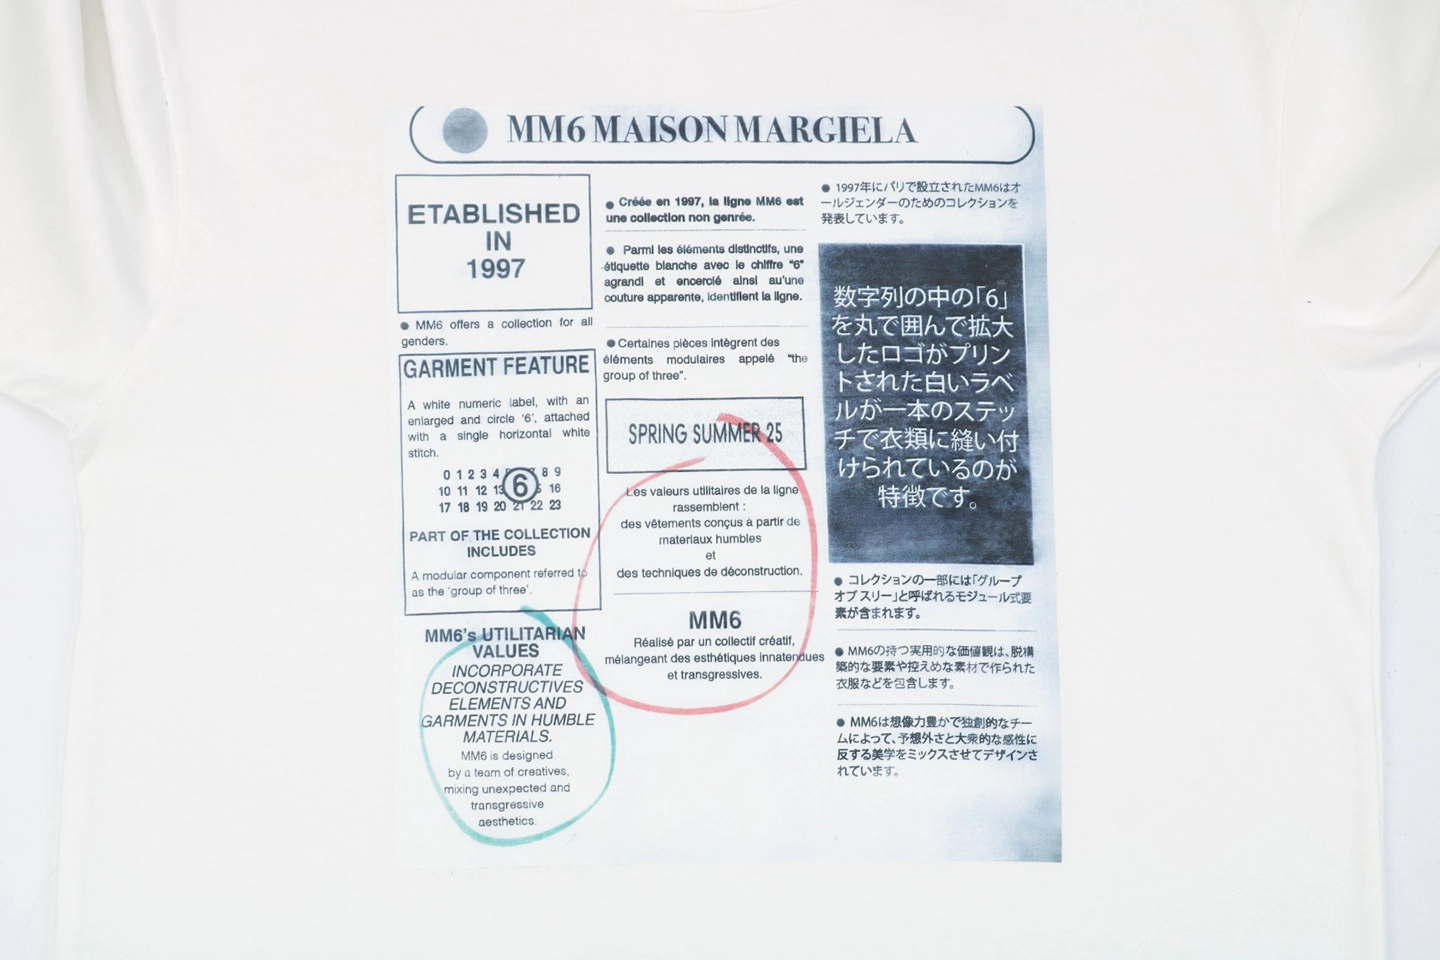 MM6 MAISON MARGIELA
ETABLISHED
IN
1997
● MM6 offers a collection for all
genders.
GARMENT FEATURE
A white numeric label, with an
enlarged and circle ‘6’, attached
with a single horizontal white
stitch.
0 1 2 3 4 8 9
10 11 12 6 16
17 18 19 20 21 22 23
PART OF THE COLLECTION
INCLUDES
A modular component referred to
as the ‘group of three’.
MM6's UTILITARIAN
VALUES
INCORPORATE
DECONSTRUCTIVES
ELEMENTS AND
GARMENTS IN HUMBLE
MATERIALS.
MM6 is designed
by a team of creatives,
mixing unexpected and
transgressive
aesthetics.
● Créée en 1997, la ligne MM6 est
une collection non genrée.
● Parmi les éléments distinctifs, une
étiquette blanche avec le chiffre “6”
agrandi et encerclé ainsi au'une
couture apparente, identifient la ligne.
● Certaines pièces intègrent des
éléments modulaires appelé “the
group of three”.
SPRING SUMMER 25
Les valeurs utilitaires de la ligne
rassemblent :
des vêtements conçus à partir de
materiaux humbles
et
des techniques de déconstruction.
MM6
Réalisé par un collectif créatif,
mélangeant des esthétiques innatendues
et transgressives.
● 1997年にパリで設立されたMM6はオ
ールジェンダーのためのコレクションを
発表しています。
数字列の中の「6」
を丸で囲んで拡大
したロゴがプリン
トされた白いラベ
ルが一本のステッ
チで衣類に縫い付
けられているのが
特徴です。
● コレクションの一部には「グループ
オブ スリー」と呼ばれるモジュール式要
素が含まれます。
● MM6の持つ実用的な価値観は、脱構
築的な要素や控えめな素材で作られた
衣服などを包含します。
● MM6は想像力豊かで独創的なチー
ムによって、予想外さと大衆的な感性に
反する美学をミックスさせてデザインさ
れています。